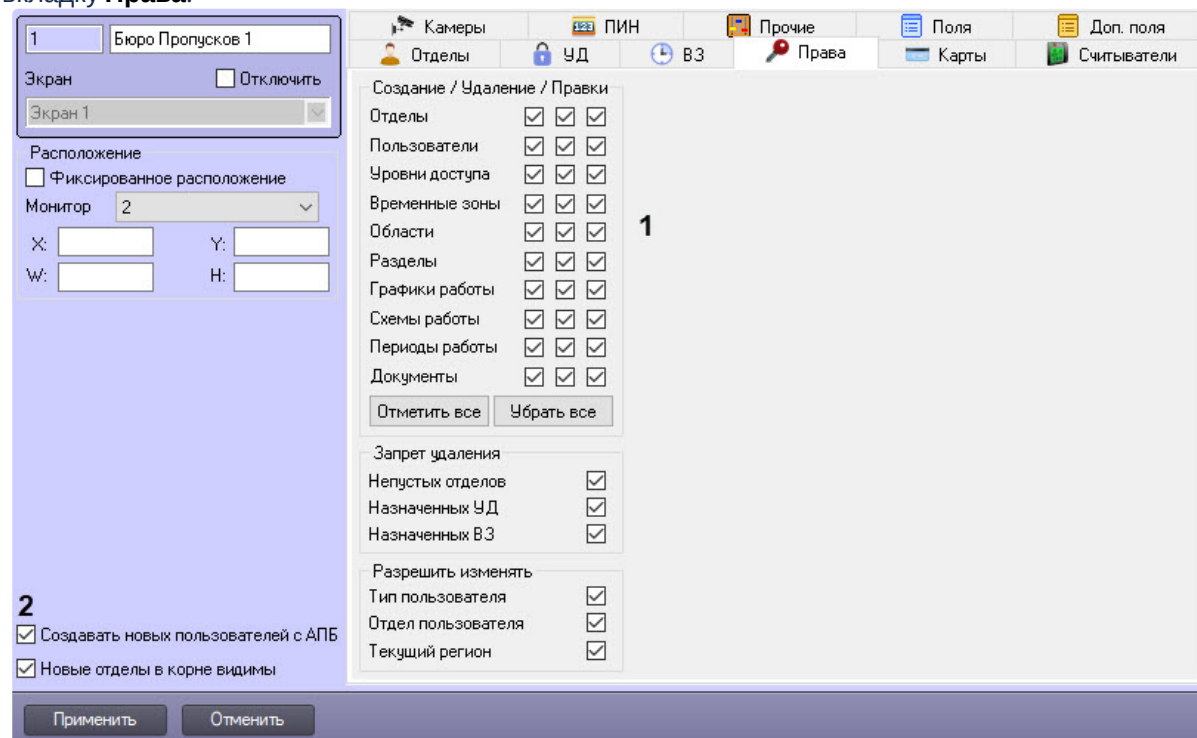 вкладку Права.
1 Бюро Пропусков 1
Экран Отключить
Экран 1
Расположение
Фиксированное расположение
Монитор 2
X: Y:
W: H:
2
Создавать новых пользователей с АПБ
Новые отделы в корне видимы
Камеры 123 ПИН Прочие Поля Доп. поля
Отделы УД ВЗ Права Карты Считыватели
Создание / Удаление / Правки
Отделы
Пользователи
Уровни доступа
Временные зоны
Области
Разделы
Графики работы
Схемы работы
Периоды работы
Документы
Отметить все Убрать все
1
Запрет удаления
Непустых отделов
Назначенных УД
Назначенных ВЗ
Разрешить изменять
Тип пользователя
Отдел пользователя
Текущий регион
Применить Отменить